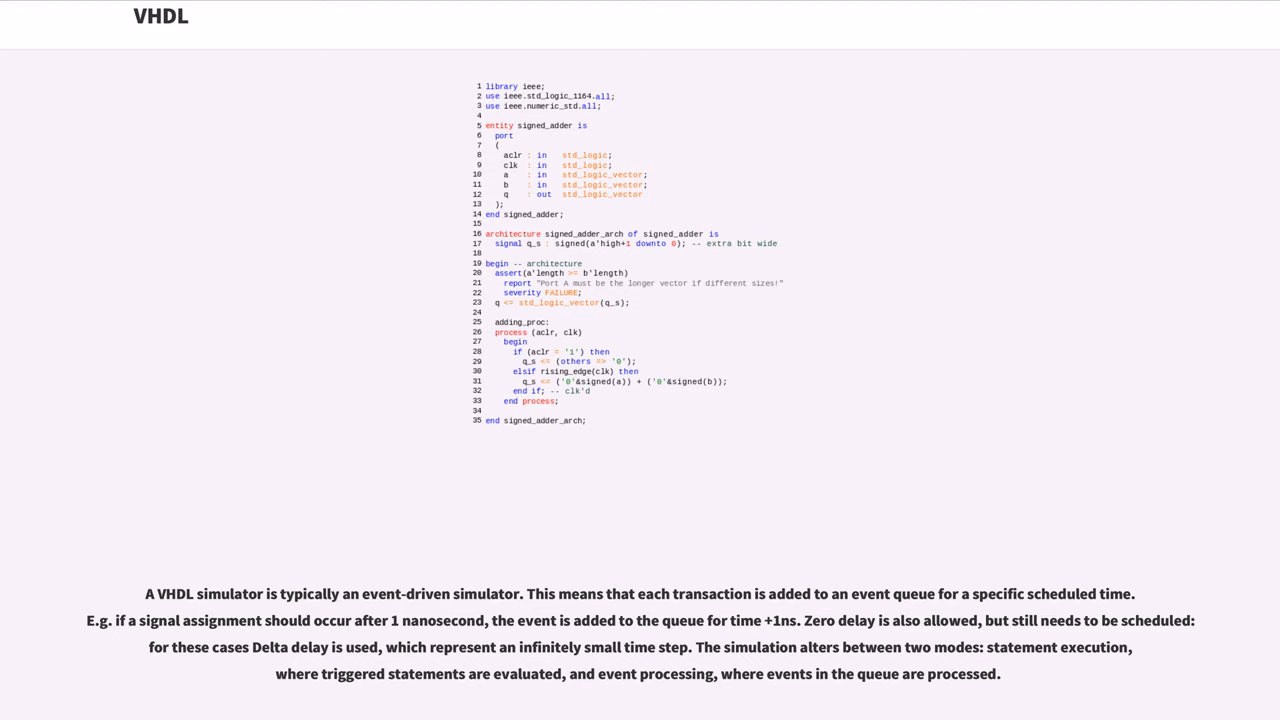 VHDL
1 library ieee;
2 use ieee.std_logic_1164.all;
3 use ieee.numeric_std.all;
4
5 entity signed_adder is
6   port
7   (
8     aclr : in   std_logic;
9     clk  : in   std_logic;
10     a    : in   std_logic_vector;
11     b    : in   std_logic_vector;
12     q    : out  std_logic_vector
13   );
14 end signed_adder;
15
16 architecture signed_adder_arch of signed_adder is
17   signal q_s : signed(a'high+1 downto 0); -- extra bit wide
18
19 begin -- architecture
20   assert(a'length >= b'length)
21     report "Port A must be the longer vector if different sizes!"
22     severity FAILURE;
23   q <= std_logic_vector(q_s);
24
25   adding_proc:
26   process (aclr, clk)
27     begin
28       if (aclr = '1') then
29         q_s <= (others => '0');
30       elsif rising_edge(clk) then
31         q_s <= ('0'&signed(a)) + ('0'&signed(b));
32       end if; -- clk'd
33     end process;
34
35 end signed_adder_arch;
A VHDL simulator is typically an event-driven simulator. This means that each transaction is added to an event queue for a specific scheduled time.
E.g. if a signal assignment should occur after 1 nanosecond, the event is added to the queue for time +1ns. Zero delay is also allowed, but still needs to be scheduled:
for these cases Delta delay is used, which represent an infinitely small time step. The simulation alters between two modes: statement execution,
where triggered statements are evaluated, and event processing, where events in the queue are processed.